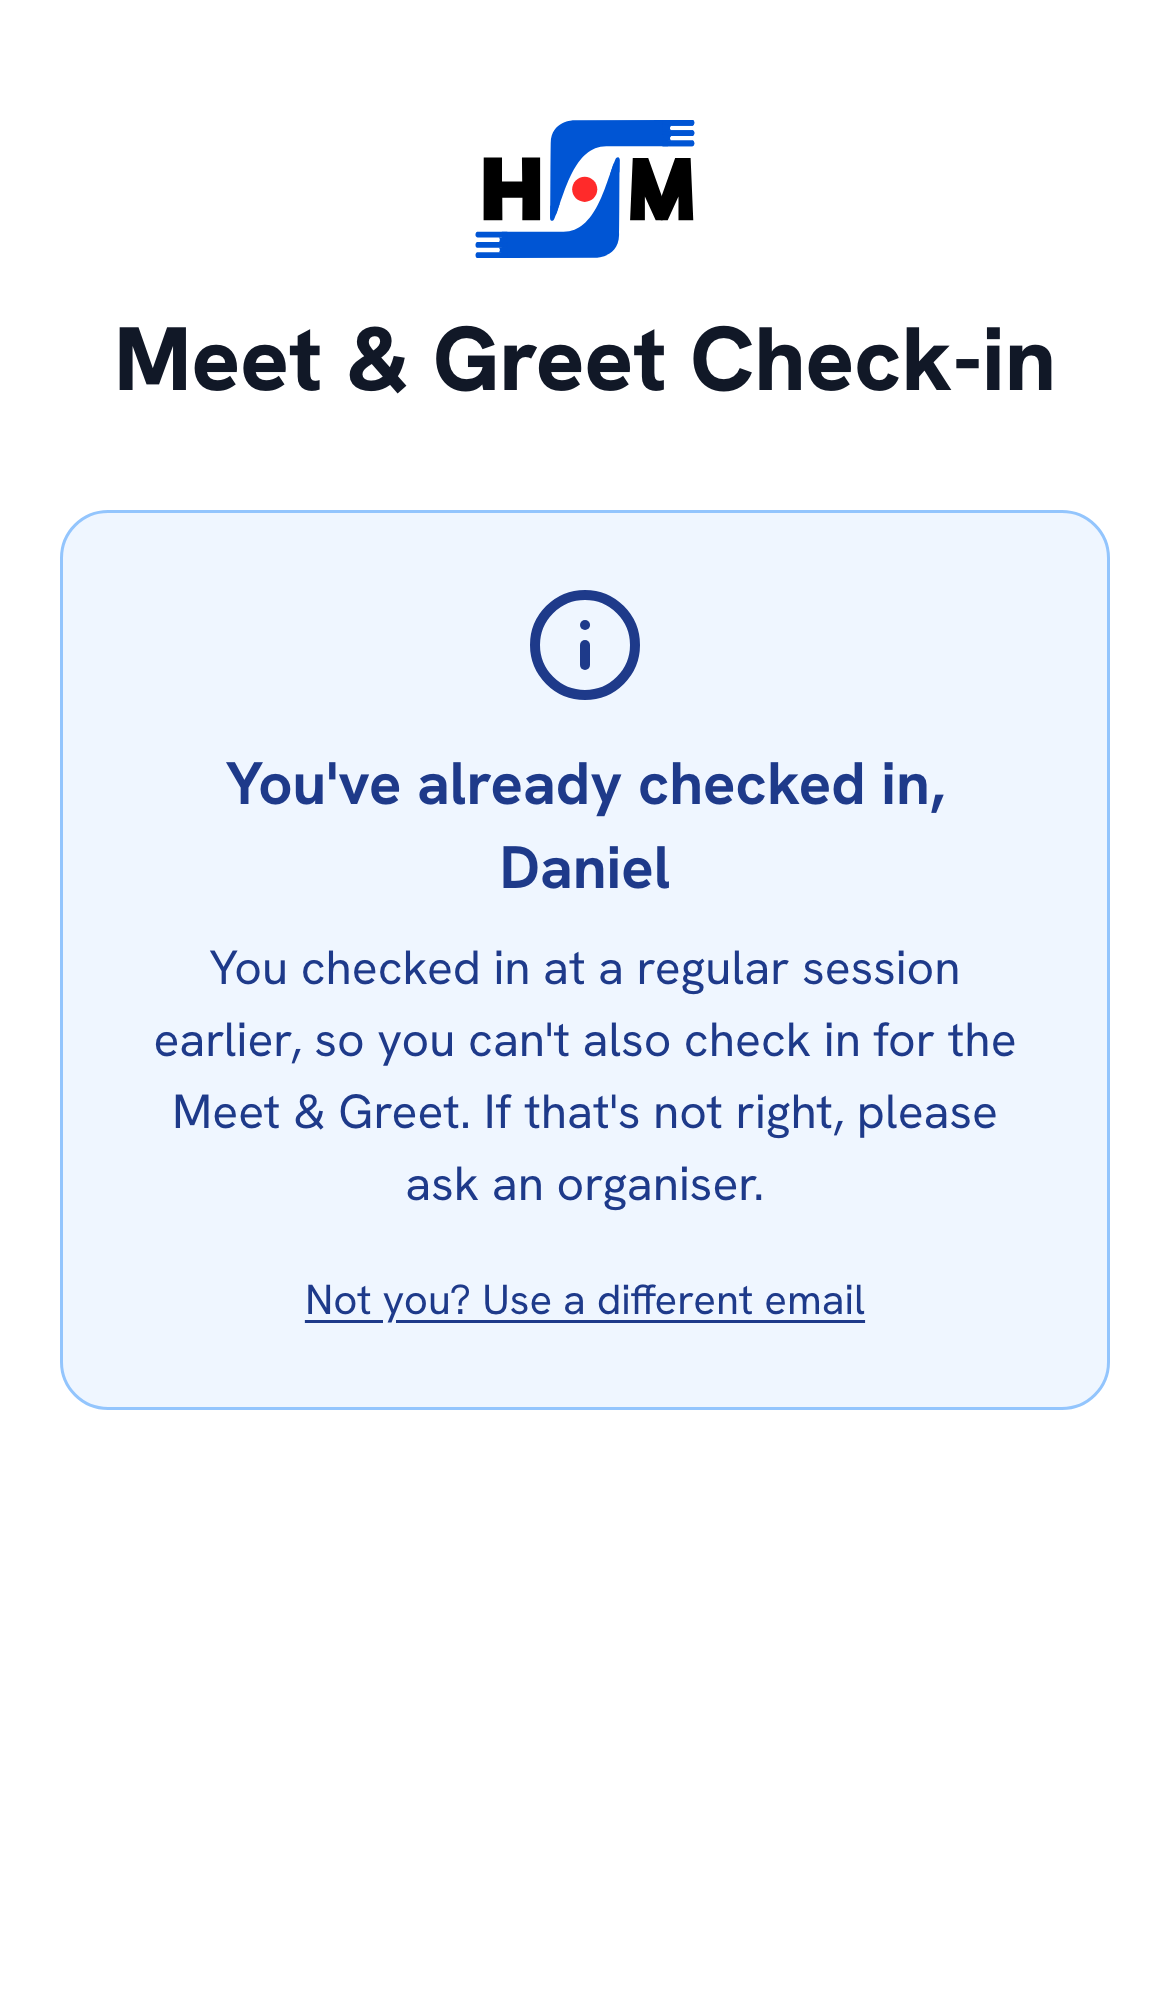 H M
Meet & Greet Check-in
You've already checked in,
Daniel
You checked in at a regular session
earlier, so you can't also check in for the
Meet & Greet. If that's not right, please
ask an organiser.
Not you? Use a different email